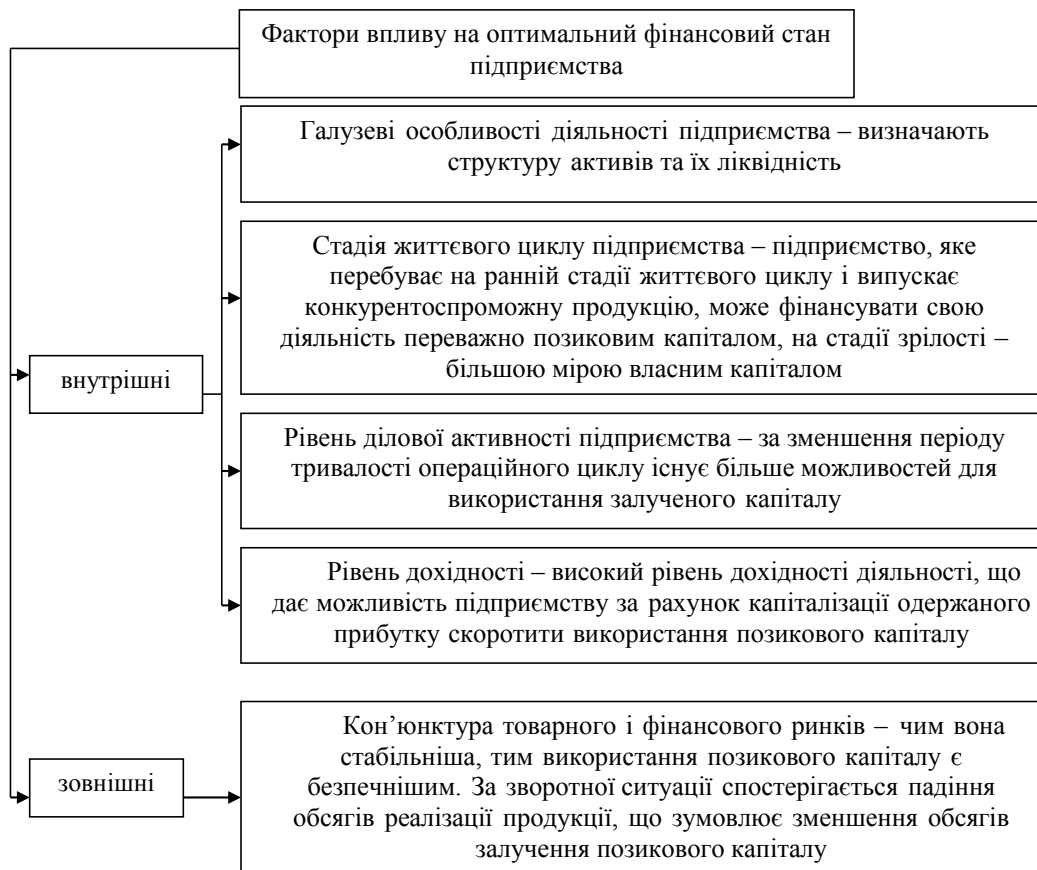 Фактори впливу на оптимальний фінансовий стан
підприємства
Галузеві особливості діяльності підприємства – визначають
структуру активів та їх ліквідність
Стадія життєвого циклу підприємства – підприємство, яке
перебуває на ранній стадії життєвого циклу і випускає
конкурентоспроможну продукцію, може фінансувати свою
діяльність переважно позиковим капіталом, на стадії зрілості –
більшою мірою власним капіталом
внутрішні
Рівень ділової активності підприємства – за зменшення періоду
тривалості операційного циклу існує більше можливостей для
використання залученого капіталу
Рівень дохідності – високий рівень дохідності діяльності, що
дає можливість підприємству за рахунок капіталізації одержаного
прибутку скоротити використання позикового капіталу
зовнішні
Кон’юнктура товарного і фінансового ринків – чим вона
стабільніша, тим використання позикового капіталу є
безпечнішим. За зворотної ситуації спостерігається падіння
обсягів реалізації продукції, що зумовлює зменшення обсягів
залучення позикового капіталу